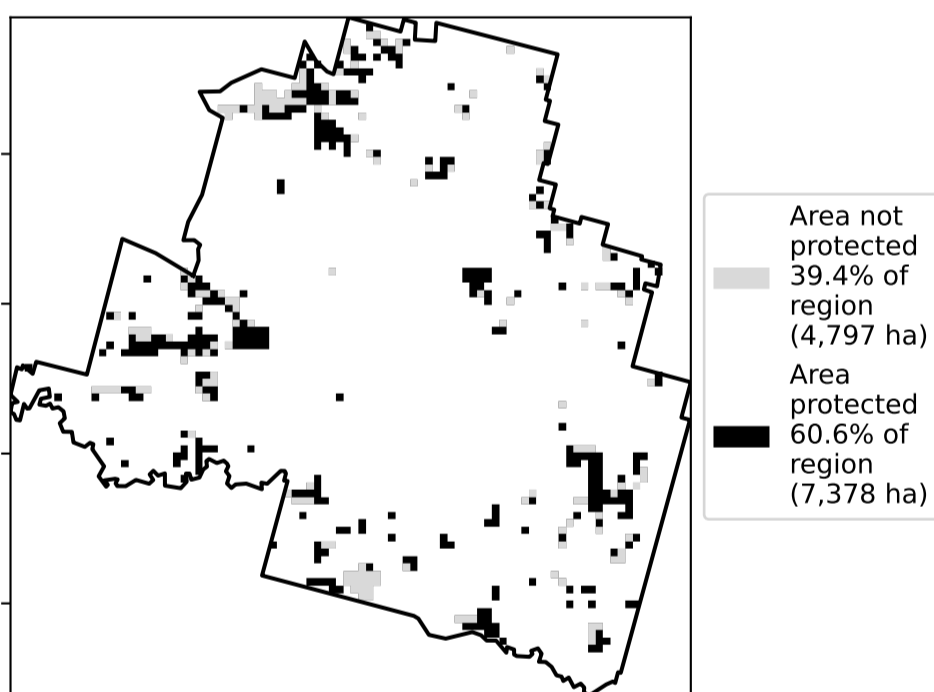 Area not
protected
39.4% of
region
(4,797 ha)
Area
protected
60.6% of
region
(7,378 ha)